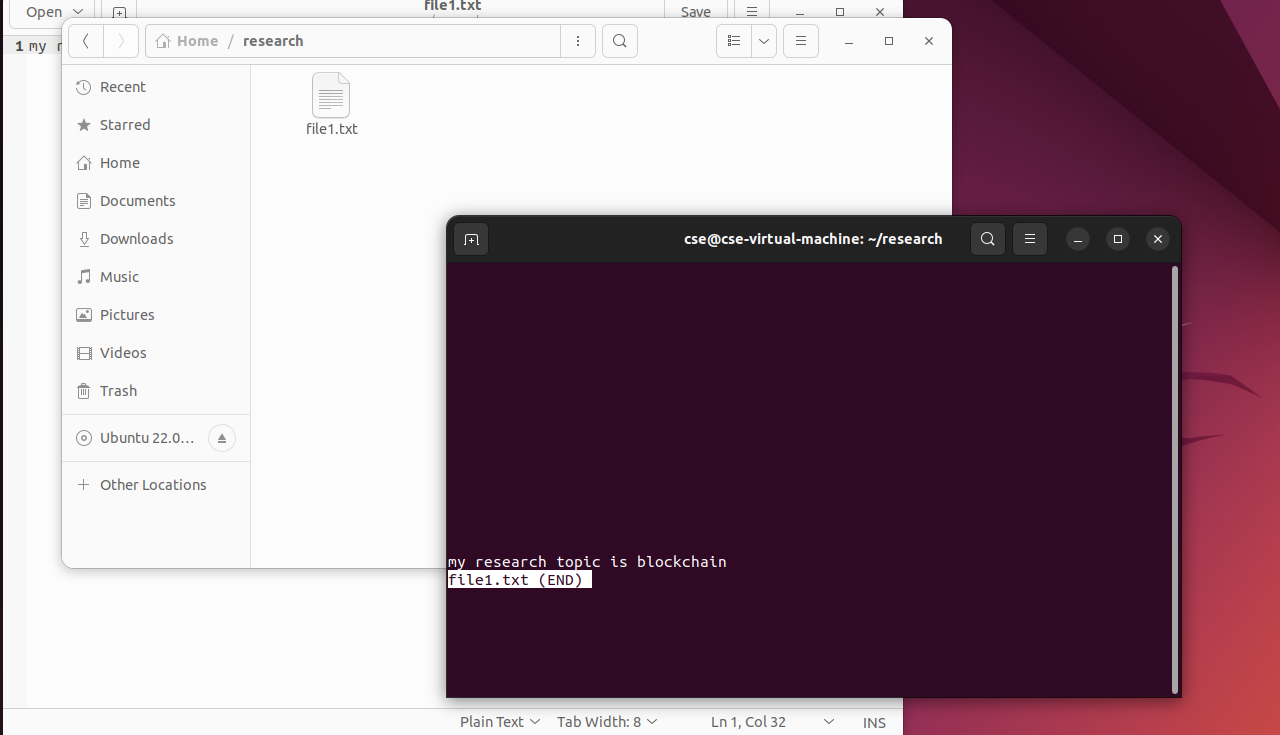 Open
file1.txt
Save
1 my r
Home / research
Recent
Starred
Home
Documents
Downloads
Music
Pictures
Videos
Trash
Ubuntu 22.0…
Other Locations
file1.txt
cse@cse-virtual-machine: ~/research
my research topic is blockchain
file1.txt (END)
Plain Text Tab Width: 8 Ln 1, Col 32 INS